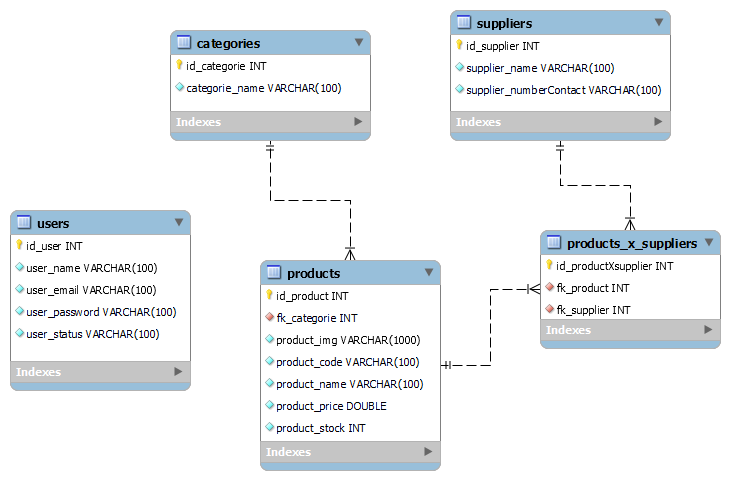 categories
id_categorie INT
categorie_name VARCHAR(100)
Indexes
suppliers
id_supplier INT
supplier_name VARCHAR(100)
supplier_numberContact VARCHAR(100)
Indexes
users
id_user INT
user_name VARCHAR(100)
user_email VARCHAR(100)
user_password VARCHAR(100)
user_status VARCHAR(100)
Indexes
products
id_product INT
fk_categorie INT
product_img VARCHAR(1000)
product_code VARCHAR(100)
product_name VARCHAR(100)
product_price DOUBLE
product_stock INT
Indexes
products_x_suppliers
id_productXsupplier INT
fk_product INT
fk_supplier INT
Indexes